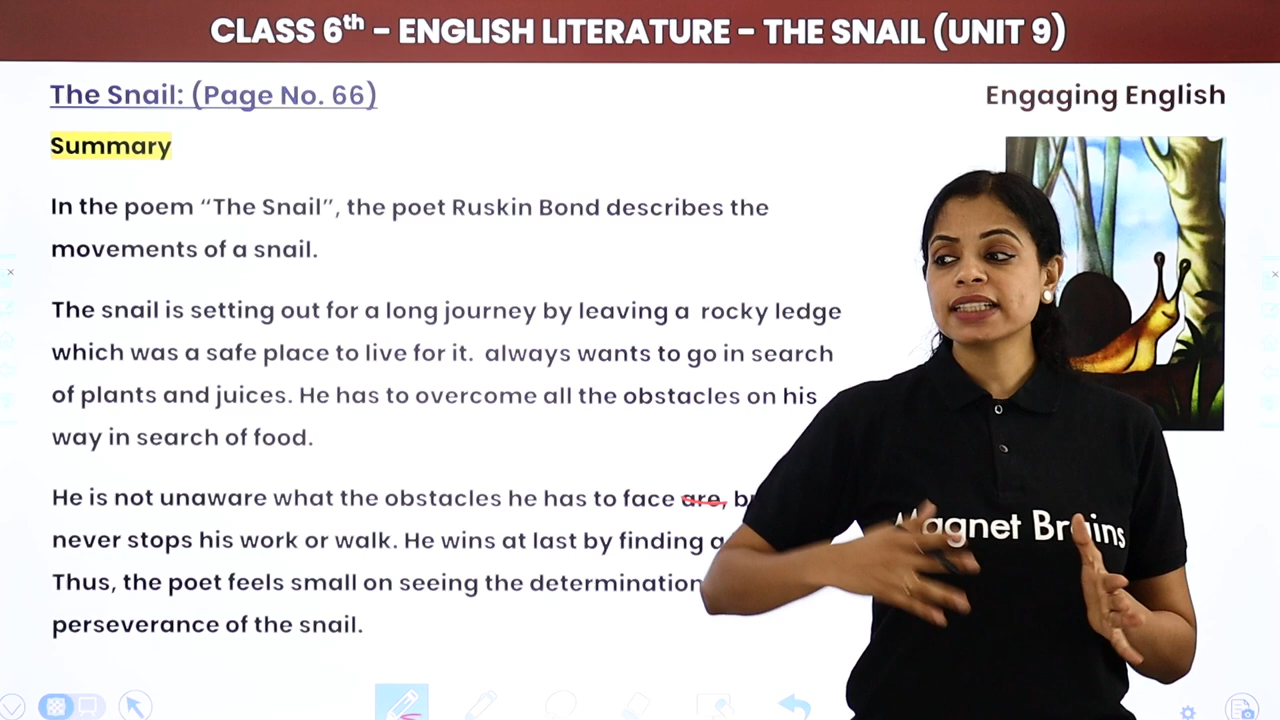 CLASS 6th – ENGLISH LITERATURE – THE SNAIL (UNIT 9)
The Snail: (Page No. 66)
Engaging English
Summary
In the poem “The Snail”, the poet Ruskin Bond describes the
movements of a snail.
The snail is setting out for a long journey by leaving a rocky ledge
which was a safe place to live for it. always wants to go in search
of plants and juices. He has to overcome all the obstacles on his
way in search of food.
He is not unaware what the obstacles he has to face are,
never stops his work or walk. He wins at last by finding
Thus, the poet feels small on seeing the determination
perseverance of the snail.
Magnet Brains